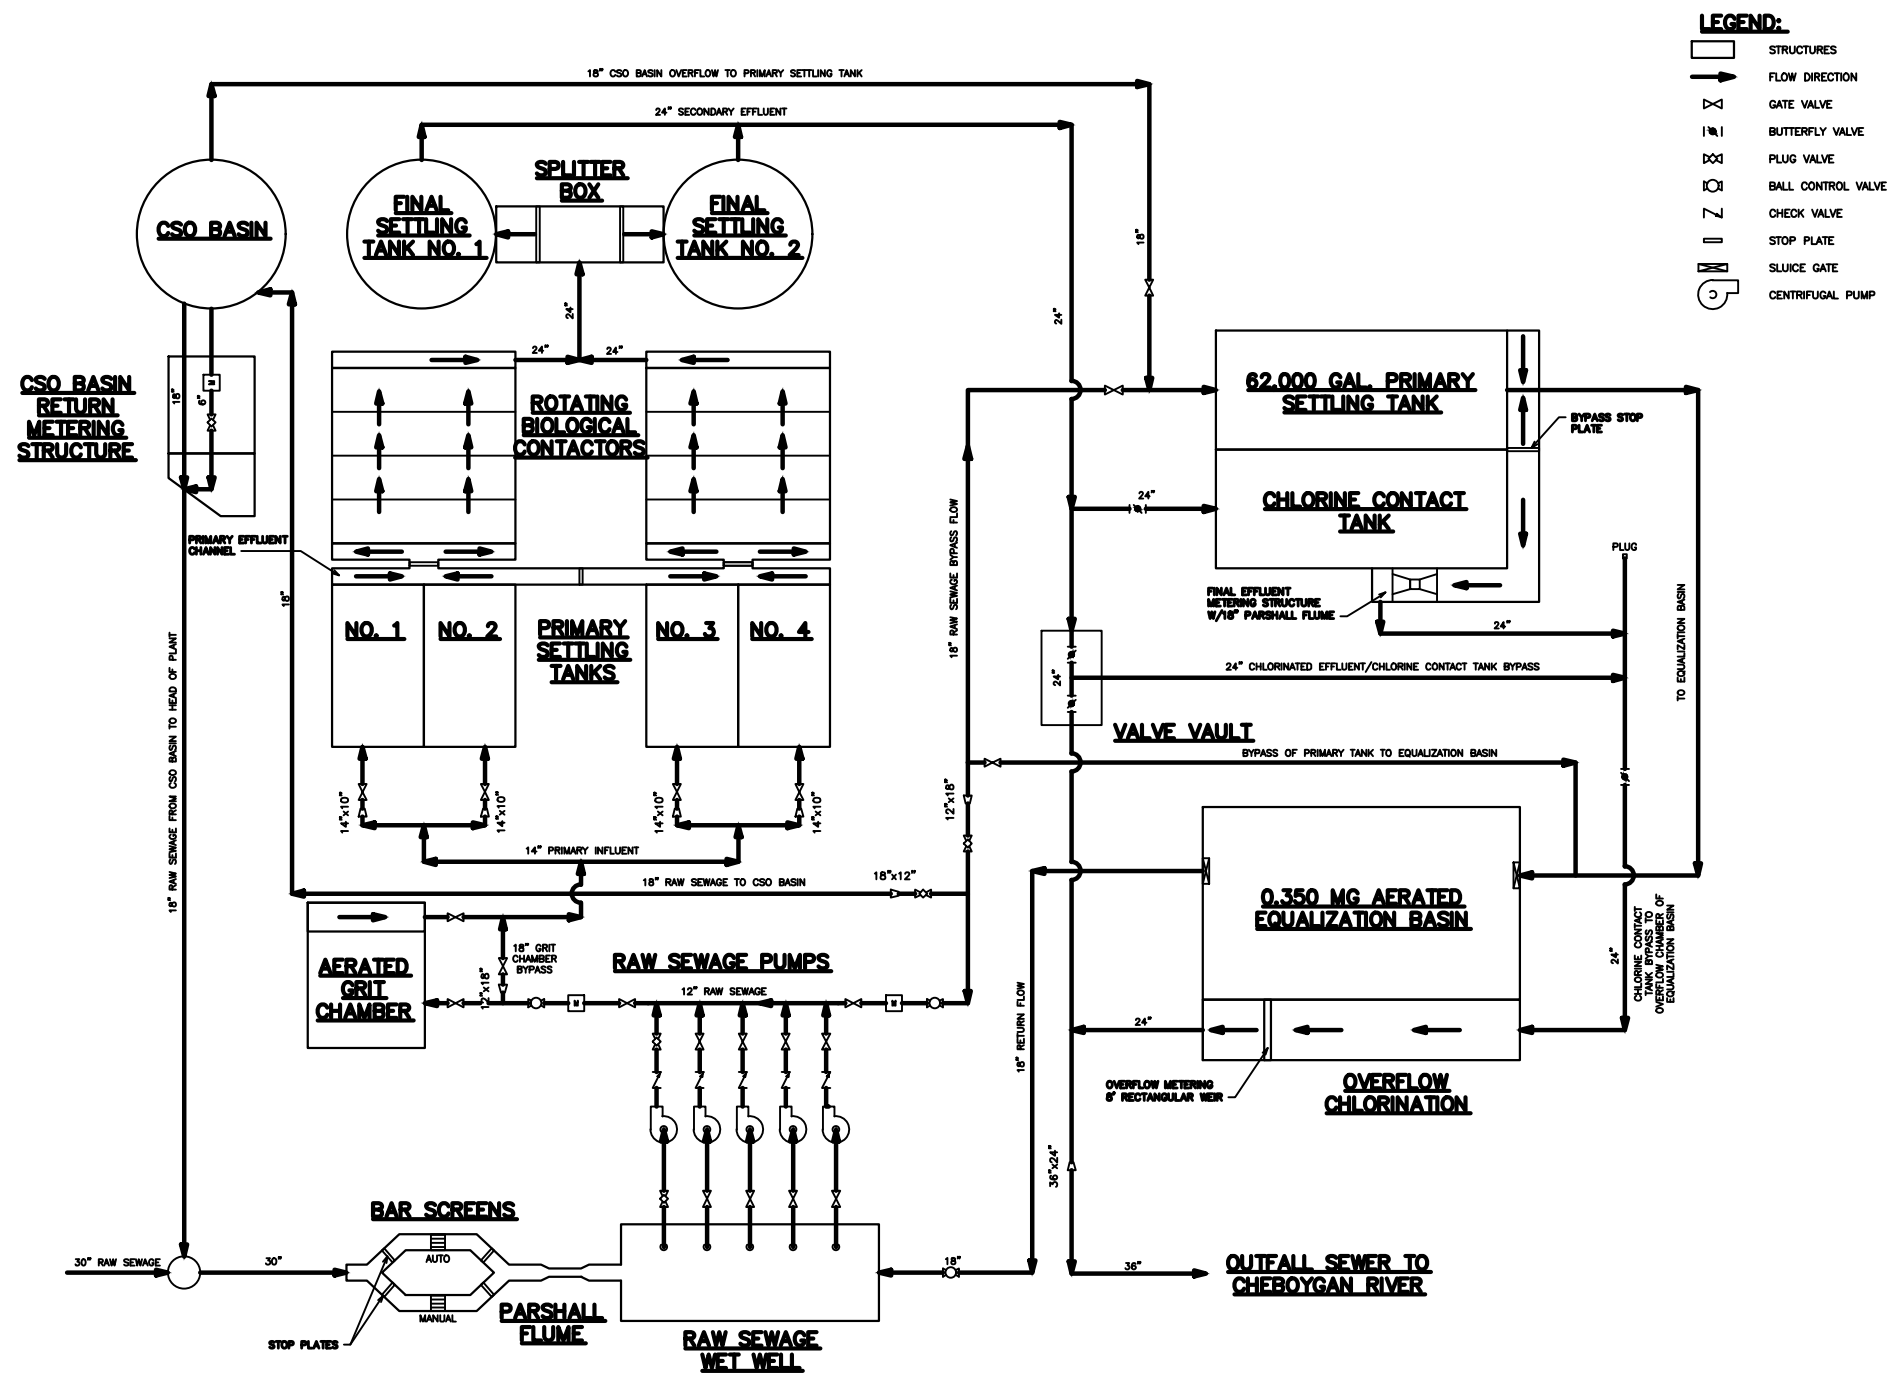 LEGEND:
STRUCTURES
FLOW DIRECTION
GATE VALVE
BUTTERFLY VALVE
PLUG VALVE
BALL CONTROL VALVE
CHECK VALVE
STOP PLATE
SLUICE GATE
CENTRIFUGAL PUMP
18" CSO BASIN OVERFLOW TO PRIMARY SETTLING TANK
24" SECONDARY EFFLUENT
CSO BASIN
FINAL
SETTLING
TANK NO. 1
SPLITTER
BOX
FINAL
SETTLING
TANK NO. 2
18"
24"
24"
24"
24"
CSO BASIN
RETURN
METERING
STRUCTURE
18"
6"
M
ROTATING
BIOLOGICAL
CONTACTORS
62,000 GAL. PRIMARY
SETTLING TANK
BYPASS STOP
PLATE
CHLORINE CONTACT
TANK
24"
PRIMARY EFFLUENT
CHANNEL
18"
18" RAW SEWAGE BYPASS FLOW
PLUG
FINAL EFFLUENT
METERING STRUCTURE
W/18" PARSHALL FLUME
24"
TO EQUALIZATION BASIN
NO. 1
NO. 2
PRIMARY
SETTLING
TANKS
NO. 3
NO. 4
24"
24" CHLORINATED EFFLUENT/CHLORINE CONTACT TANK BYPASS
VALVE VAULT
BYPASS OF PRIMARY TANK TO EQUALIZATION BASIN
18" RAW SEWAGE FROM CSO BASIN TO HEAD OF PLANT
14"x10"
14"x10"
14"x10"
14"x10"
12"x18"
14" PRIMARY INFLUENT
18" RAW SEWAGE TO CSO BASIN
18"x12"
0.350 MG AERATED
EQUALIZATION BASIN
AERATED
GRIT
CHAMBER
18" GRIT
CHAMBER
BYPASS
12"x18"
M
RAW SEWAGE PUMPS
12" RAW SEWAGE
M
24"
CHLORINE CONTACT
TANK BYPASS TO
OVERFLOW CHAMBER OF
EQUALIZATION BASIN
18" RETURN FLOW
24"
OVERFLOW METERING
8' RECTANGULAR WEIR
OVERFLOW
CHLORINATION
36"x24"
BAR SCREENS
AUTO
MANUAL
30" RAW SEWAGE
30"
STOP PLATES
PARSHALL
FLUME
RAW SEWAGE
WET WELL
18"
36"
OUTFALL SEWER TO
CHEBOYGAN RIVER